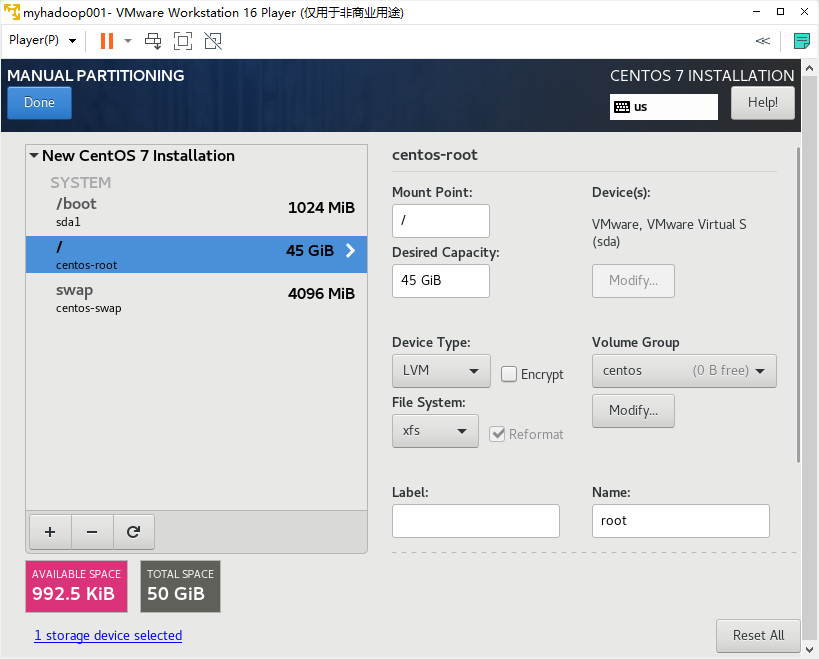 myhadoop001- VMware Workstation 16 Player (仅用于非商业用途)
Player(P)
MANUAL PARTITIONING
CENTOS 7 INSTALLATION
Done
us
Help!
New CentOS 7 Installation
SYSTEM
/boot
1024 MiB
sda1
/
45 GiB
centos-root
swap
4096 MiB
centos-swap
centos-root
Mount Point:
Device(s):
/
VMware, VMware Virtual S
(sda)
Desired Capacity:
45 GiB
Modify...
Device Type:
Volume Group
LVM
Encrypt
centos (0 B free)
File System:
Modify...
xfs
Reformat
Label:
Name:
root
AVAILABLE SPACE
992.5 KiB
TOTAL SPACE
50 GiB
1 storage device selected
Reset All